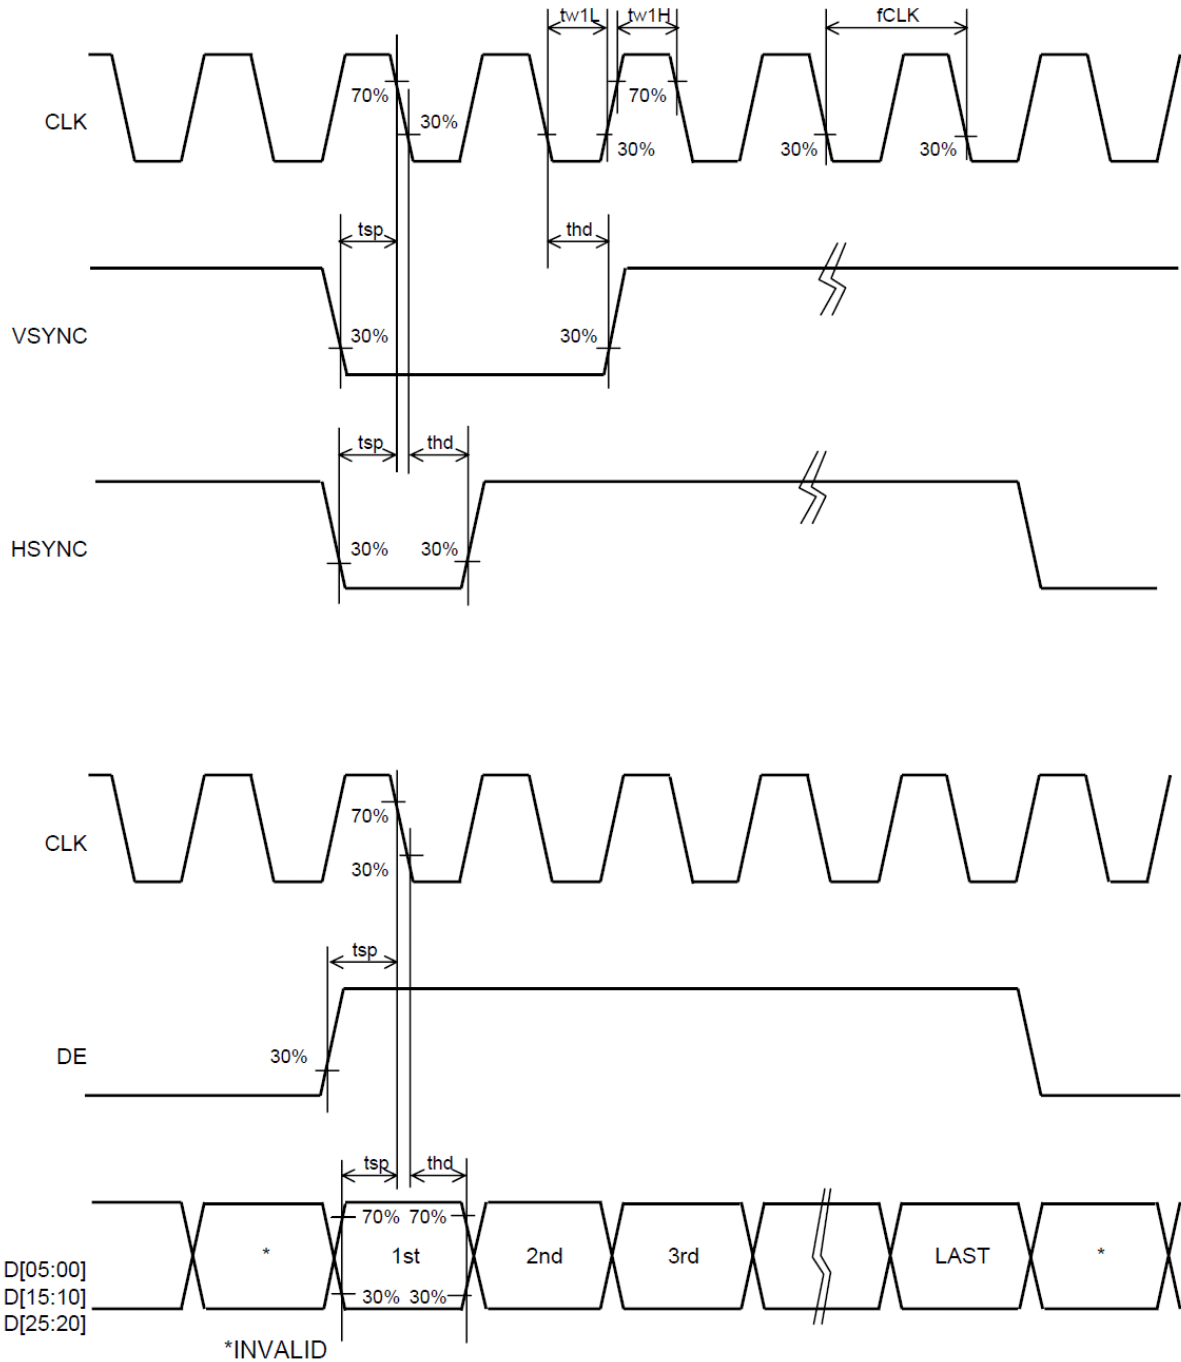 tw1L tw1H fCLK
70% 30% 70%
CLK
30% 30% 30%
tsp thd
VSYNC 30% 30%
tsp thd
HSYNC 30% 30%
70%
CLK
30%
tsp
DE 30%
tsp thd
70% 70%
* 1st 2nd 3rd LAST *
D[05:00]
D[15:10] 30% 30%
D[25:20]
*INVALID